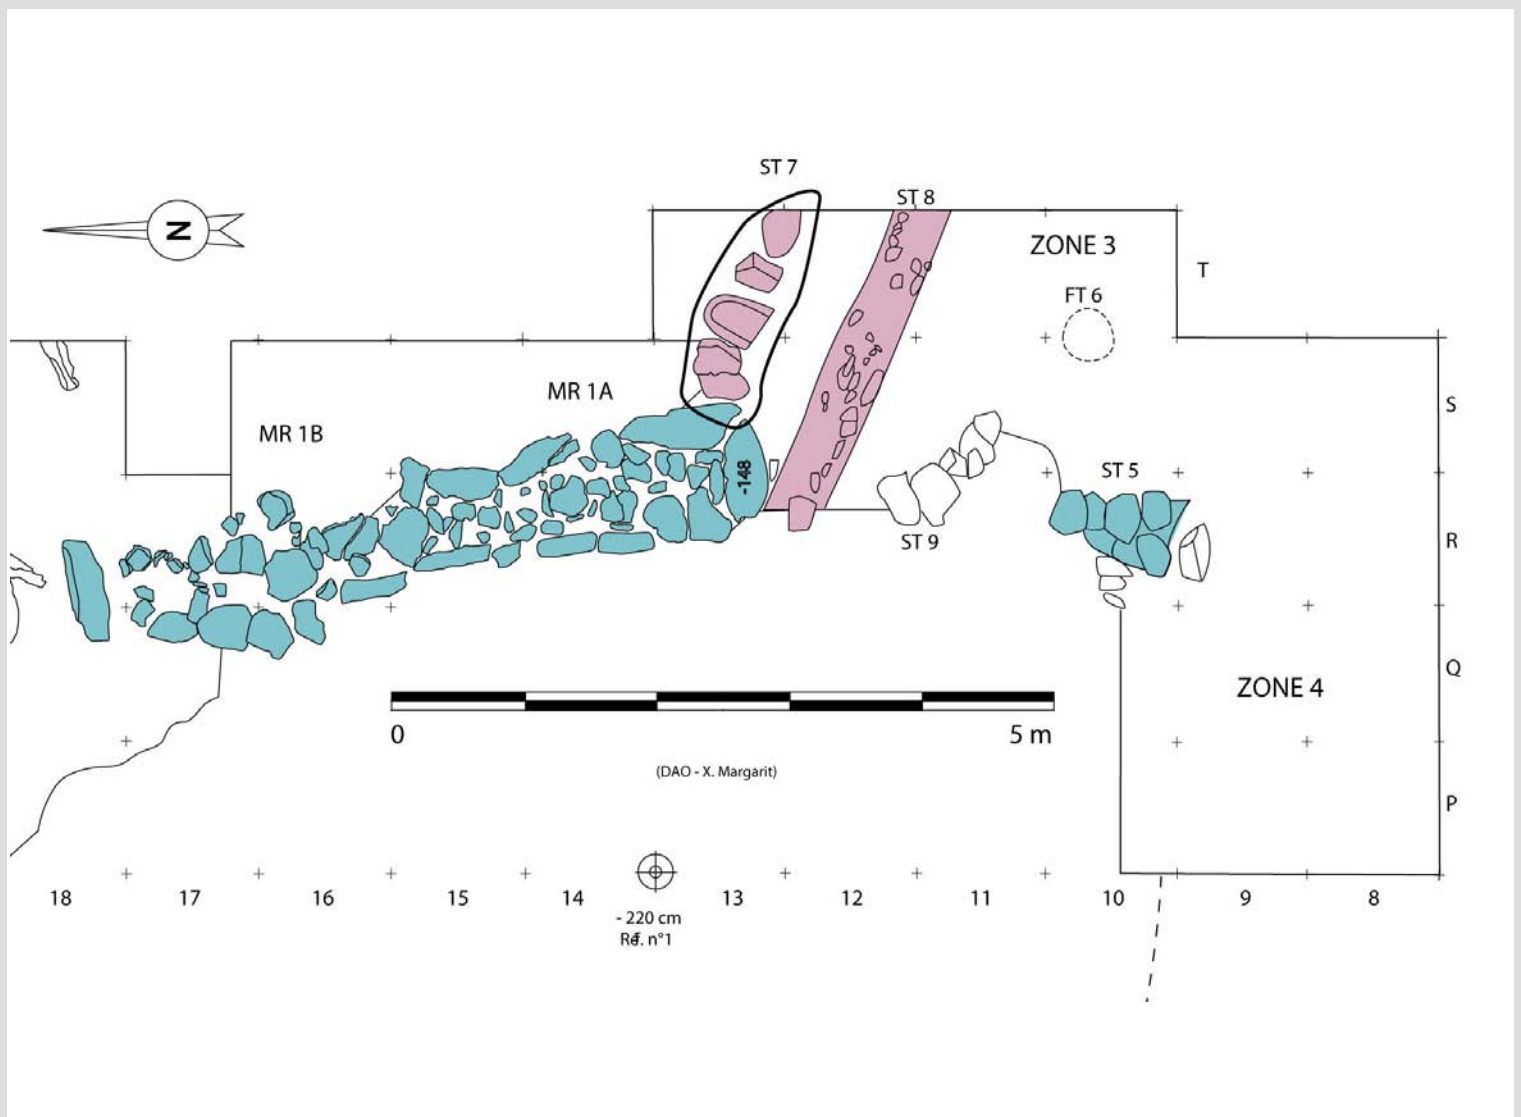 ST 7
ST 8
N
ZONE 3
T
FT 6
MR 1A
S
MR 1B
ST 5
-148
ST 9
R
Q
ZONE 4
0
5 m
(DAO - X. Margarit)
P
18 17 16 15 14 13 12 11 10 9 8
- 220 cm
Réf. n°1